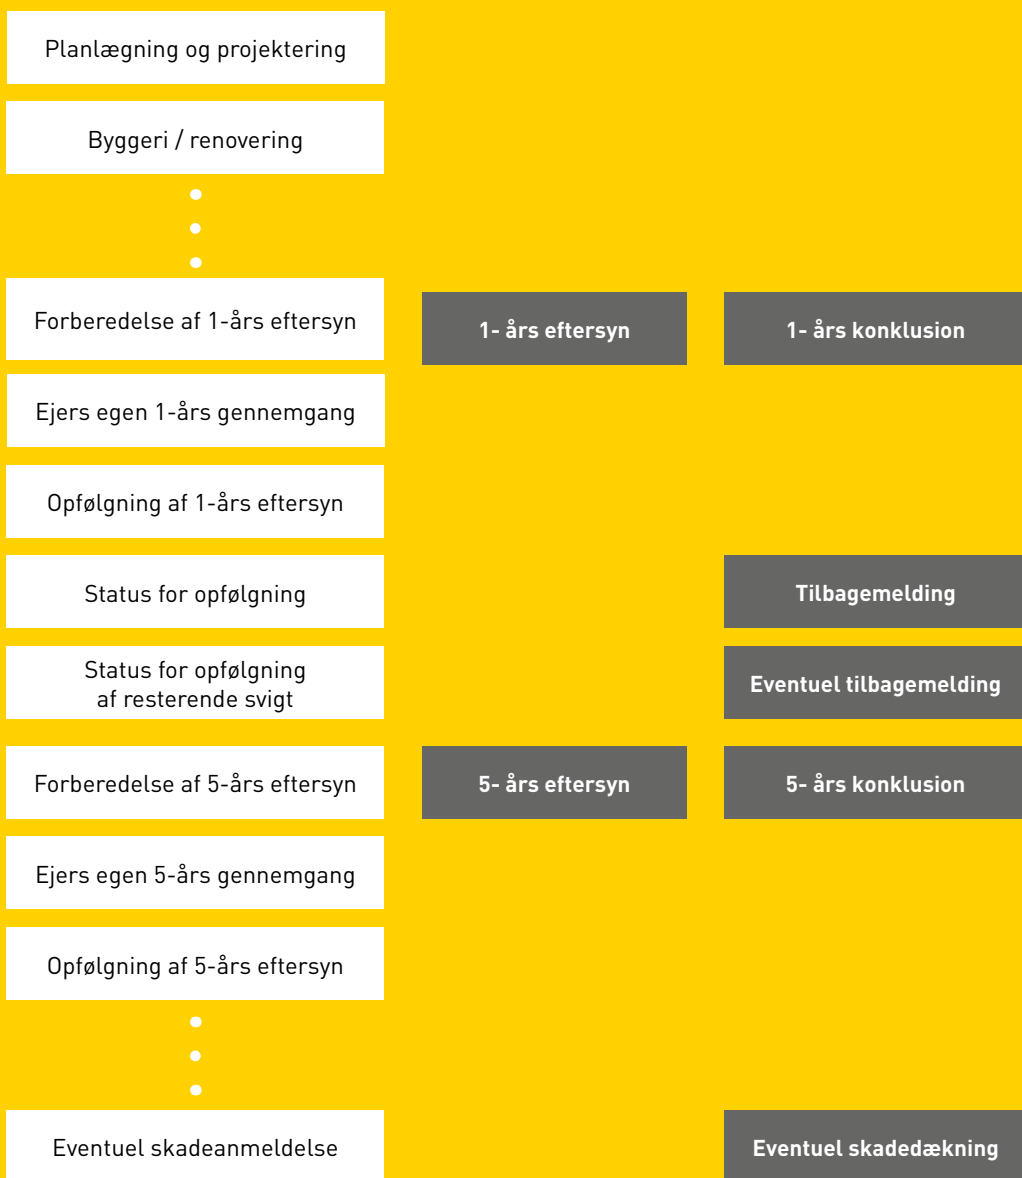 Planlægning og projektering
Byggeri / renovering
Forberedelse af 1-års eftersyn
1- års eftersyn
1- års konklusion
Ejers egen 1-års gennemgang
Opfølgning af 1-års eftersyn
Status for opfølgning
Tilbagemelding
Status for opfølgning
af resterende svigt
Eventuel tilbagemelding
Forberedelse af 5-års eftersyn
5- års eftersyn
5- års konklusion
Ejers egen 5-års gennemgang
Opfølgning af 5-års eftersyn
Eventuel skadeanmeldelse
Eventuel skadedækning